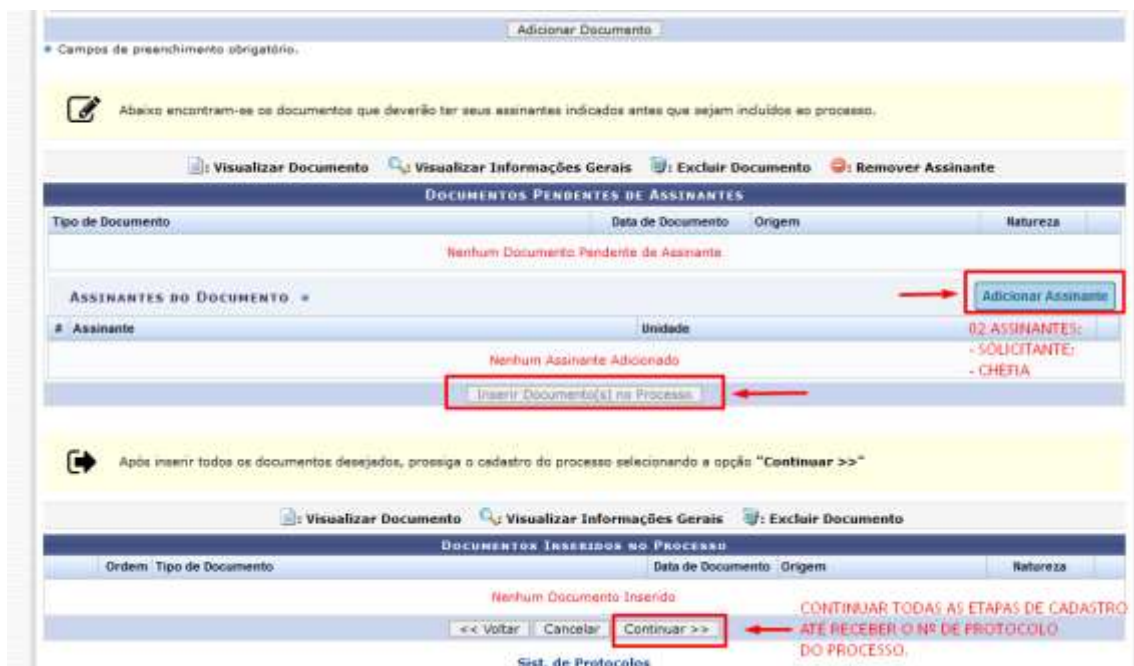 Adicionar Documento
Campos de preenchimento obrigatório.
Abaixo encontram-se os documentos que deverão ter seus assinantes indicados antes que sejam incluídos ao processo.
: Visualizar Documento : Visualizar Informações Gerais : Excluir Documento : Remover Assinante
DOCUMENTOS PENDENTES DE ASSINANTES
Tipo de Documento Data de Documento Origem Natureza
Nenhum Documento Pendente de Assinante
ASSINANTES DO DOCUMENTO Adicionar Assinante
# Assinante Unidade
02 ASSINANTES:
- SOLICITANTE;
- CHEFIA
Nenhum Assinante Adicionado
Inserir Documento(s) no Processo
Após inserir todos os documentos desejados, prossiga o cadastro do processo selecionando a opção "Continuar >>"
: Visualizar Documento : Visualizar Informações Gerais : Excluir Documento
DOCUMENTOS INSERIDOS NO PROCESSO
Ordem Tipo de Documento Data de Documento Origem Natureza
Nenhum Documento Inserido
<< Voltar Cancelar Continuar >>
CONTINUAR TODAS AS ETAPAS DE CADASTRO
ATÉ RECEBER O Nº DE PROTOCOLO
DO PROCESSO.
Sist. de Protocolos